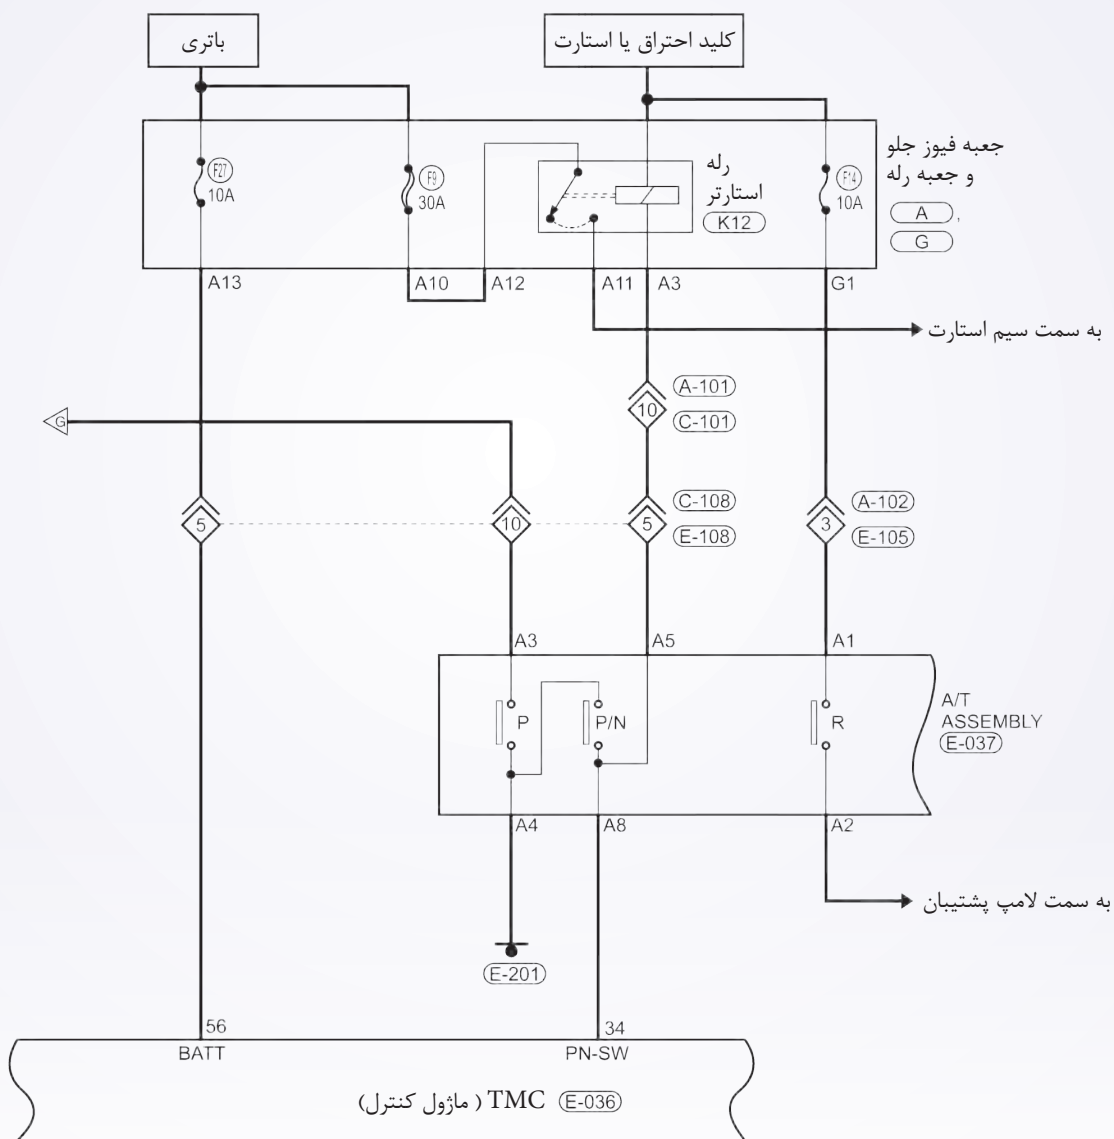 باتری
کلید احتراق یا استارت
جعبه فیوز جلو
و جعبه رله
A ,
G
F27
10A
F9
30A
رله
استارتر
K12
F14
10A
A13
A10
A12
A11
A3
G1
به سمت سیم استارت
A-101
10
C-101
G
C-108
A-102
5
10
5
3
E-108
E-105
A3
A5
A1
P
P/N
R
A/T
ASSEMBLY
E-037
A4
A8
A2
به سمت لامپ پشتیبان
E-201
56
34
BATT
PN-SW
TMC ( ماژول کنترل) E-036